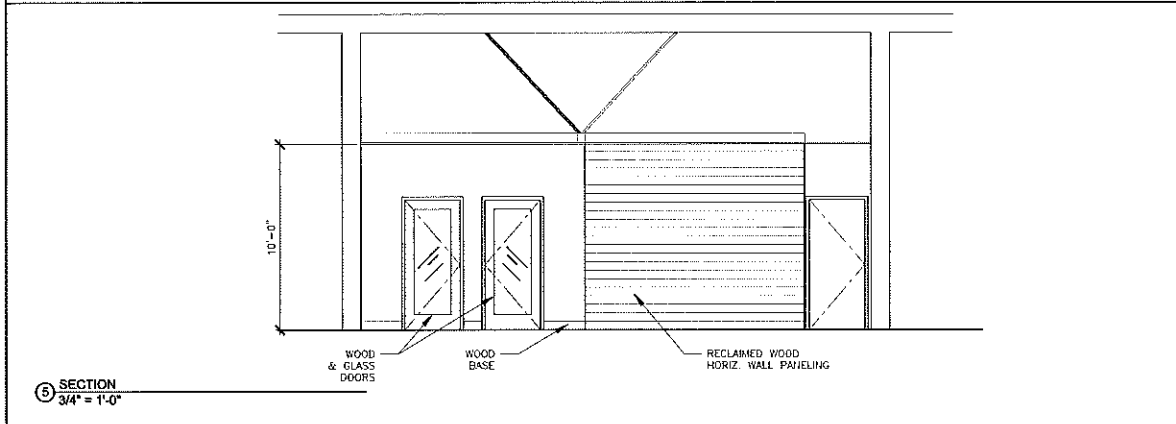 10'-0"
WOOD
& GLASS
DOORS
WOOD
BASE
RECLAIMED WOOD
HORIZ. WALL PANELING
5 SECTION
3/4" = 1'-0"